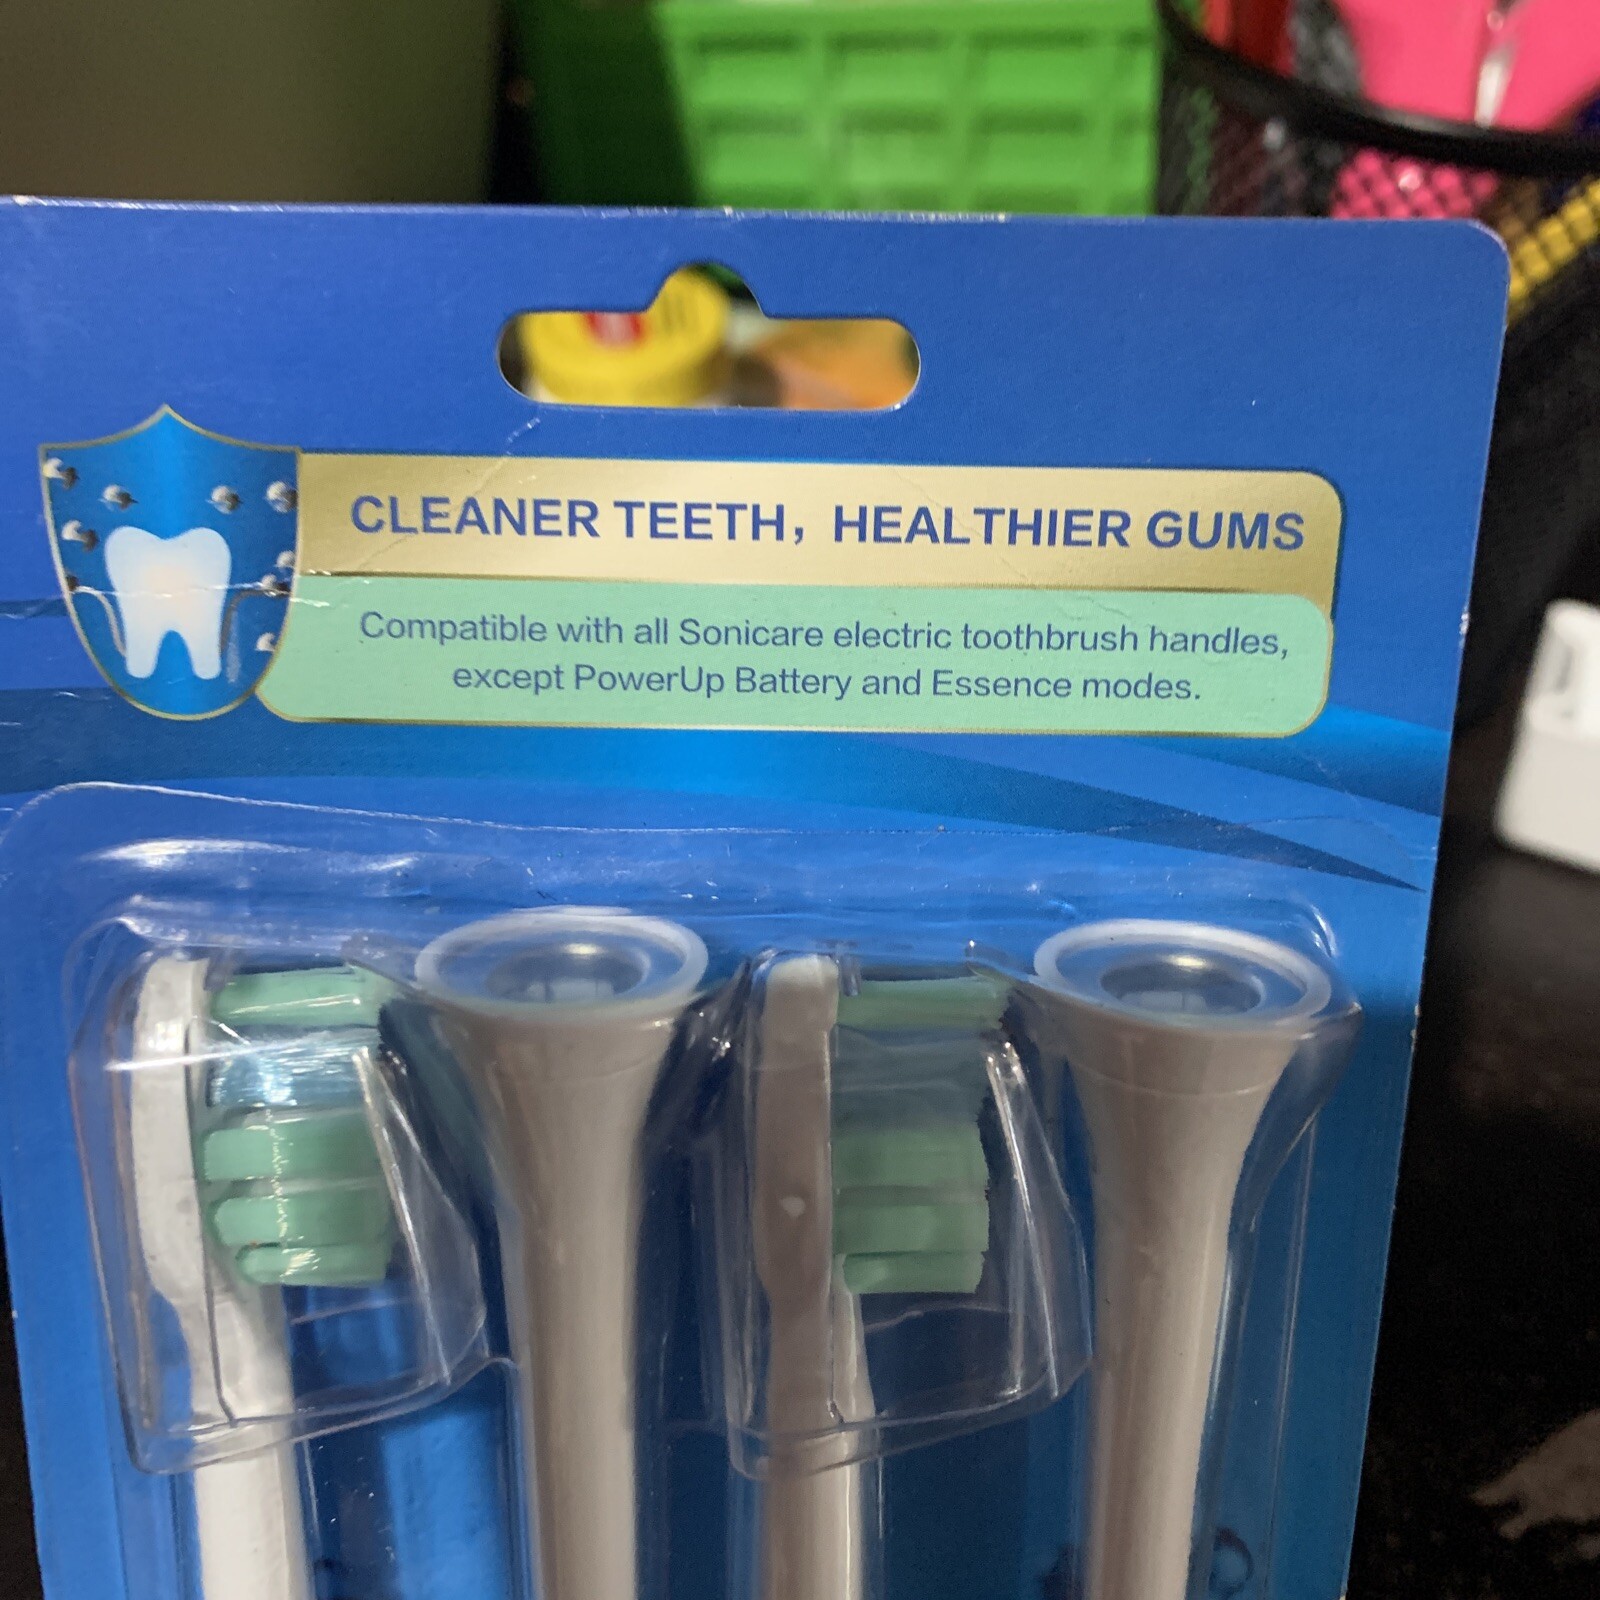 CLEANER TEETH, HEALTHIER GUMS
Compatible with all Sonicare electric toothbrush handles,
except PowerUp Battery and Essence modes.